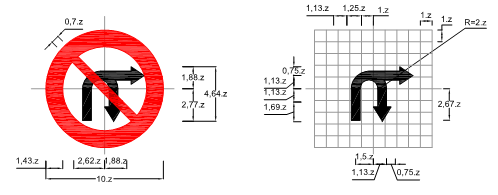 0,7.z
1,88.z
4,64.z
2,77.z
1,43.z
2,62.z
1,88.z
10.z
1,13.z
1,25.z
1.z
1.z
1.z
R=2.z
0,75.z
1,13.z
1,13.z
1,69.z
2,67.z
1,5.z
1,13.z
0,75.z